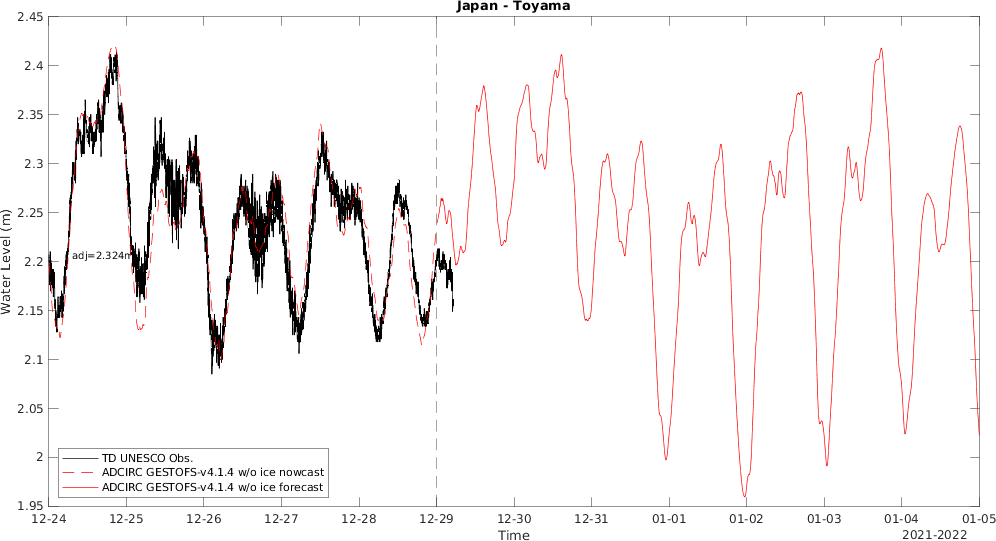 Japan - Toyama
Water Level (m)
2.45
2.4
2.35
2.3
2.25
2.2
2.15
2.1
2.05
2
1.95
adj=2.324m
TD UNESCO Obs.
ADCIRC GESTOFS-v4.1.4 w/o ice nowcast
ADCIRC GESTOFS-v4.1.4 w/o ice forecast
12-24 12-25 12-26 12-27 12-28 12-29 12-30 12-31 01-01 01-02 01-03 01-04 01-05
Time
2021-2022